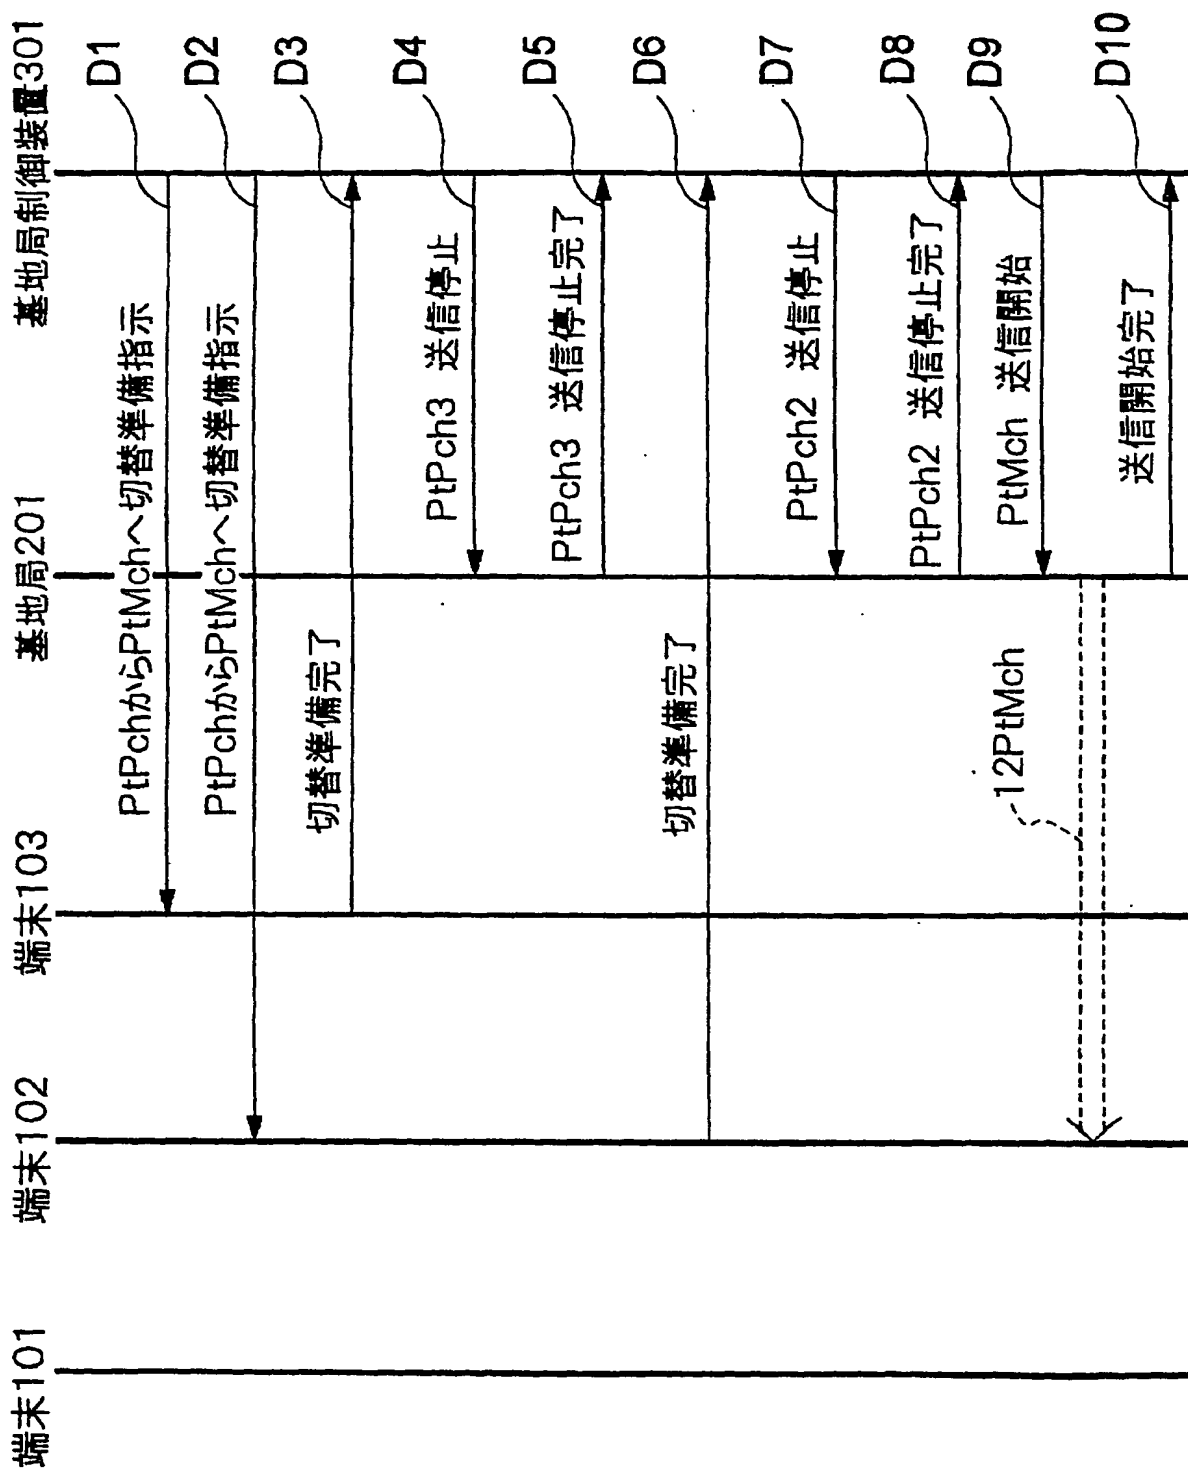 端末101
端末102
端末103
基地局201
基地局制御装置301
PtPchからPtMchへ切替準備指示
D1
PtPchからPtMchへ切替準備指示
D2
切替準備完了
D3
PtPch3 送信停止
D4
PtPch3 送信停止完了
D5
切替準備完了
D6
PtPch2 送信停止
D7
PtPch2 送信停止完了
D8
PtMch 送信開始
D9
12PtMch
送信開始完了
D10